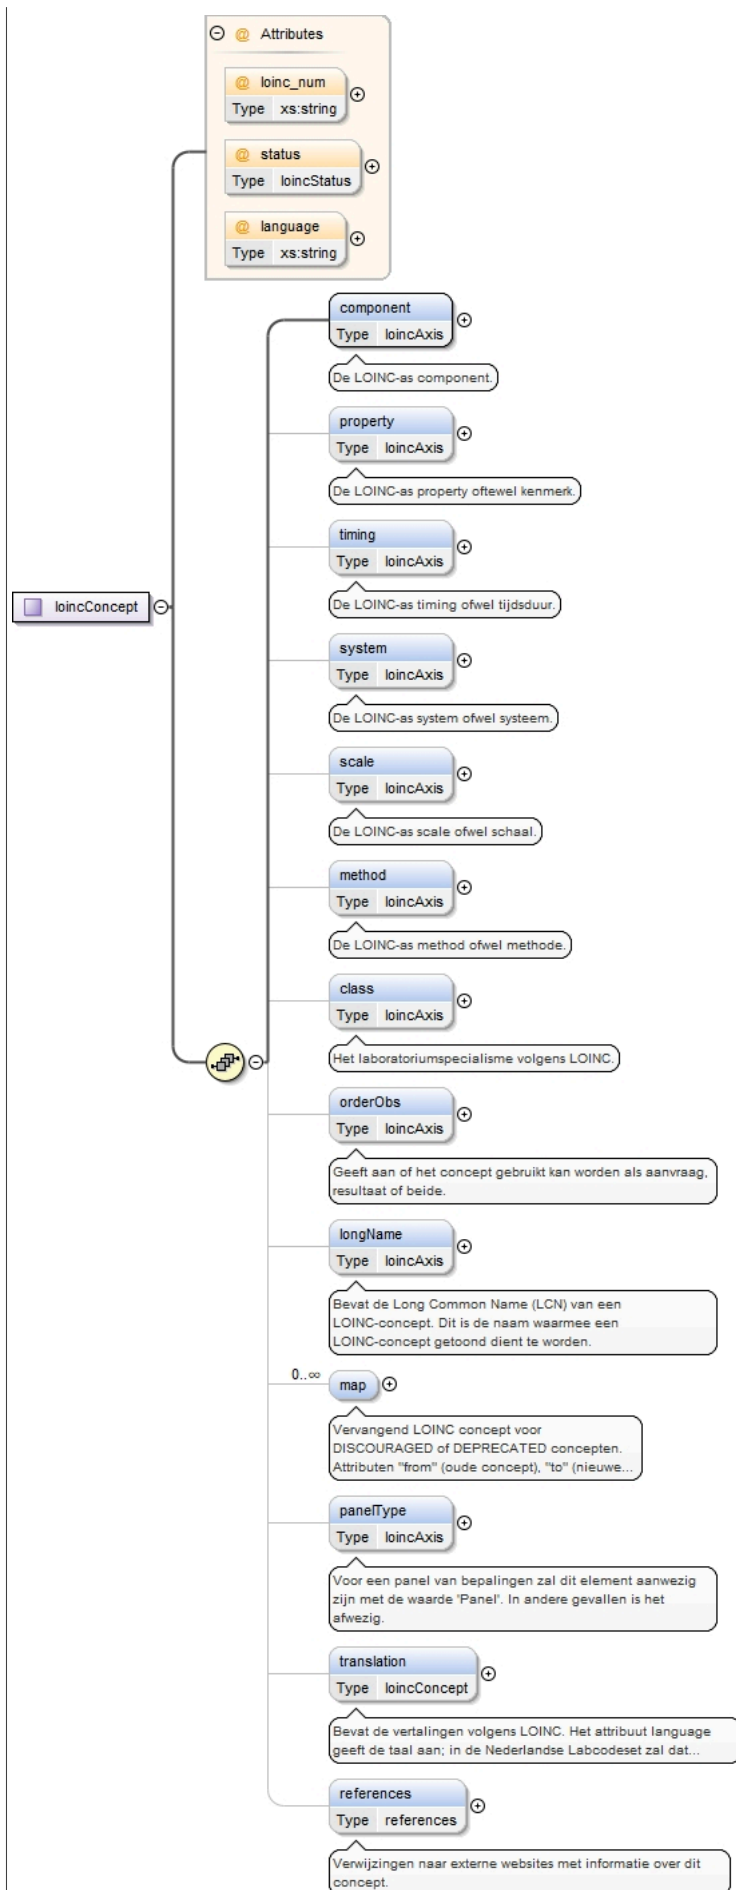 @ Attributes
@ loinc_num
Type xs:string
@ status
Type loincStatus
@ language
Type xs:string
component
Type loincAxis
De LOINC-as component.
property
Type loincAxis
De LOINC-as property oftewel kenmerk.
timing
Type loincAxis
De LOINC-as timing ofwel tijdsduur.
loincConcept
system
Type loincAxis
De LOINC-as system ofwel systeem.
scale
Type loincAxis
De LOINC-as scale ofwel schaal.
method
Type loincAxis
De LOINC-as method ofwel methode.
class
Type loincAxis
Het laboratoriumspecialisme volgens LOINC.
orderObs
Type loincAxis
Geeft aan of het concept gebruikt kan worden als aanvraag,
resultaat of beide.
longName
Type loincAxis
Bevat de Long Common Name (LCN) van een
LOINC-concept. Dit is de naam waarmee een
LOINC-concept getoond dient te worden.
0..∞
map
Vervangend LOINC concept voor
DISCOURAGED of DEPRECATED concepten.
Attributen "from" (oude concept), "to" (nieuwe...
panelType
Type loincAxis
Voor een panel van bepalingen zal dit element aanwezig
zijn met de waarde 'Panel'. In andere gevallen is het
afwezig.
translation
Type loincConcept
Bevat de vertalingen volgens LOINC. Het attribuut language
geeft de taal aan; in de Nederlandse Labcodeset zal dat...
references
Type references
Verwijzingen naar externe websites met informatie over dit
concept.